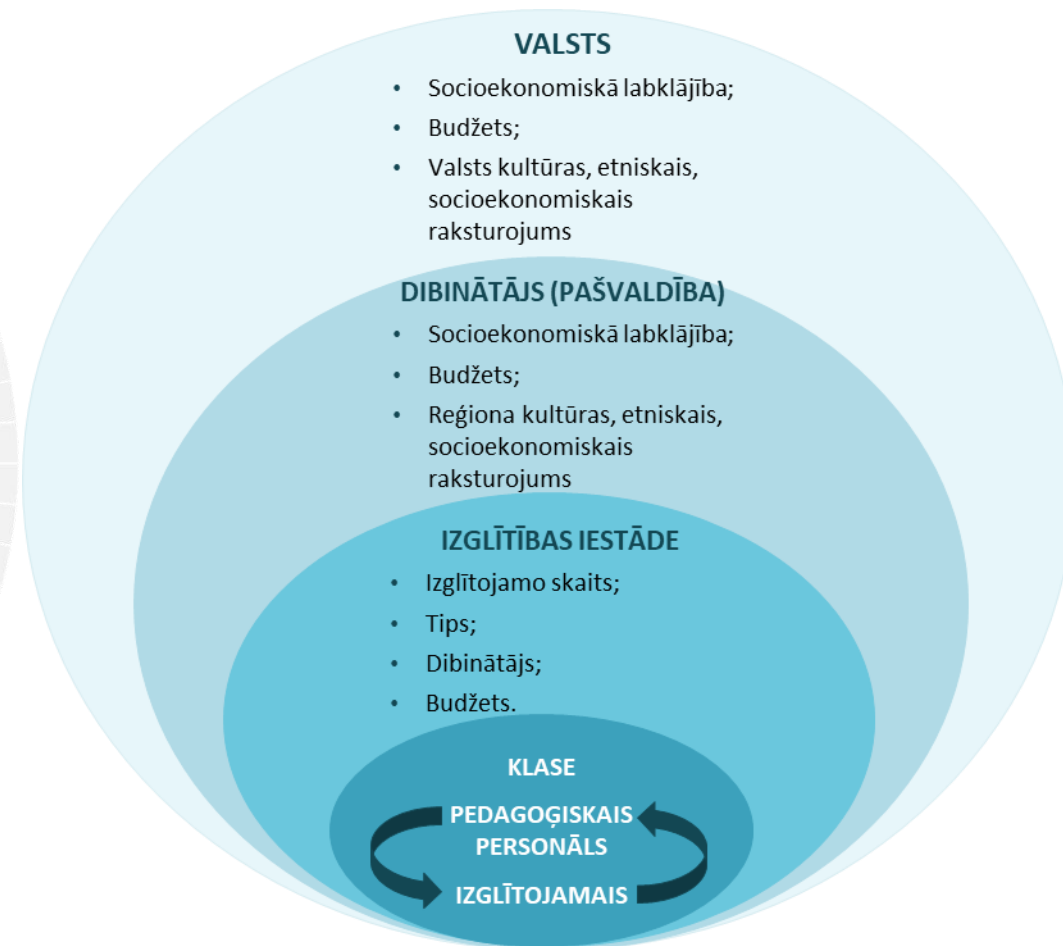 VALSTS
• Socioekonomiskā labklājība;
• Budžets;
• Valsts kultūras, etniskais,
socioekonomiskais
raksturojums
DIBINĀTĀJS (PAŠVALDĪBA)
• Socioekonomiskā labklājība;
• Budžets;
• Reģiona kultūras, etniskais,
socioekonomiskais
raksturojums
IZGLĪTĪBAS IESTĀDE
• Izglītojamo skaits;
• Tips;
• Dibinātājs;
• Budžets.
KLASE
PEDAGOĢISKAIS
PERSONĀLS
IZGLĪTOJAMAIS